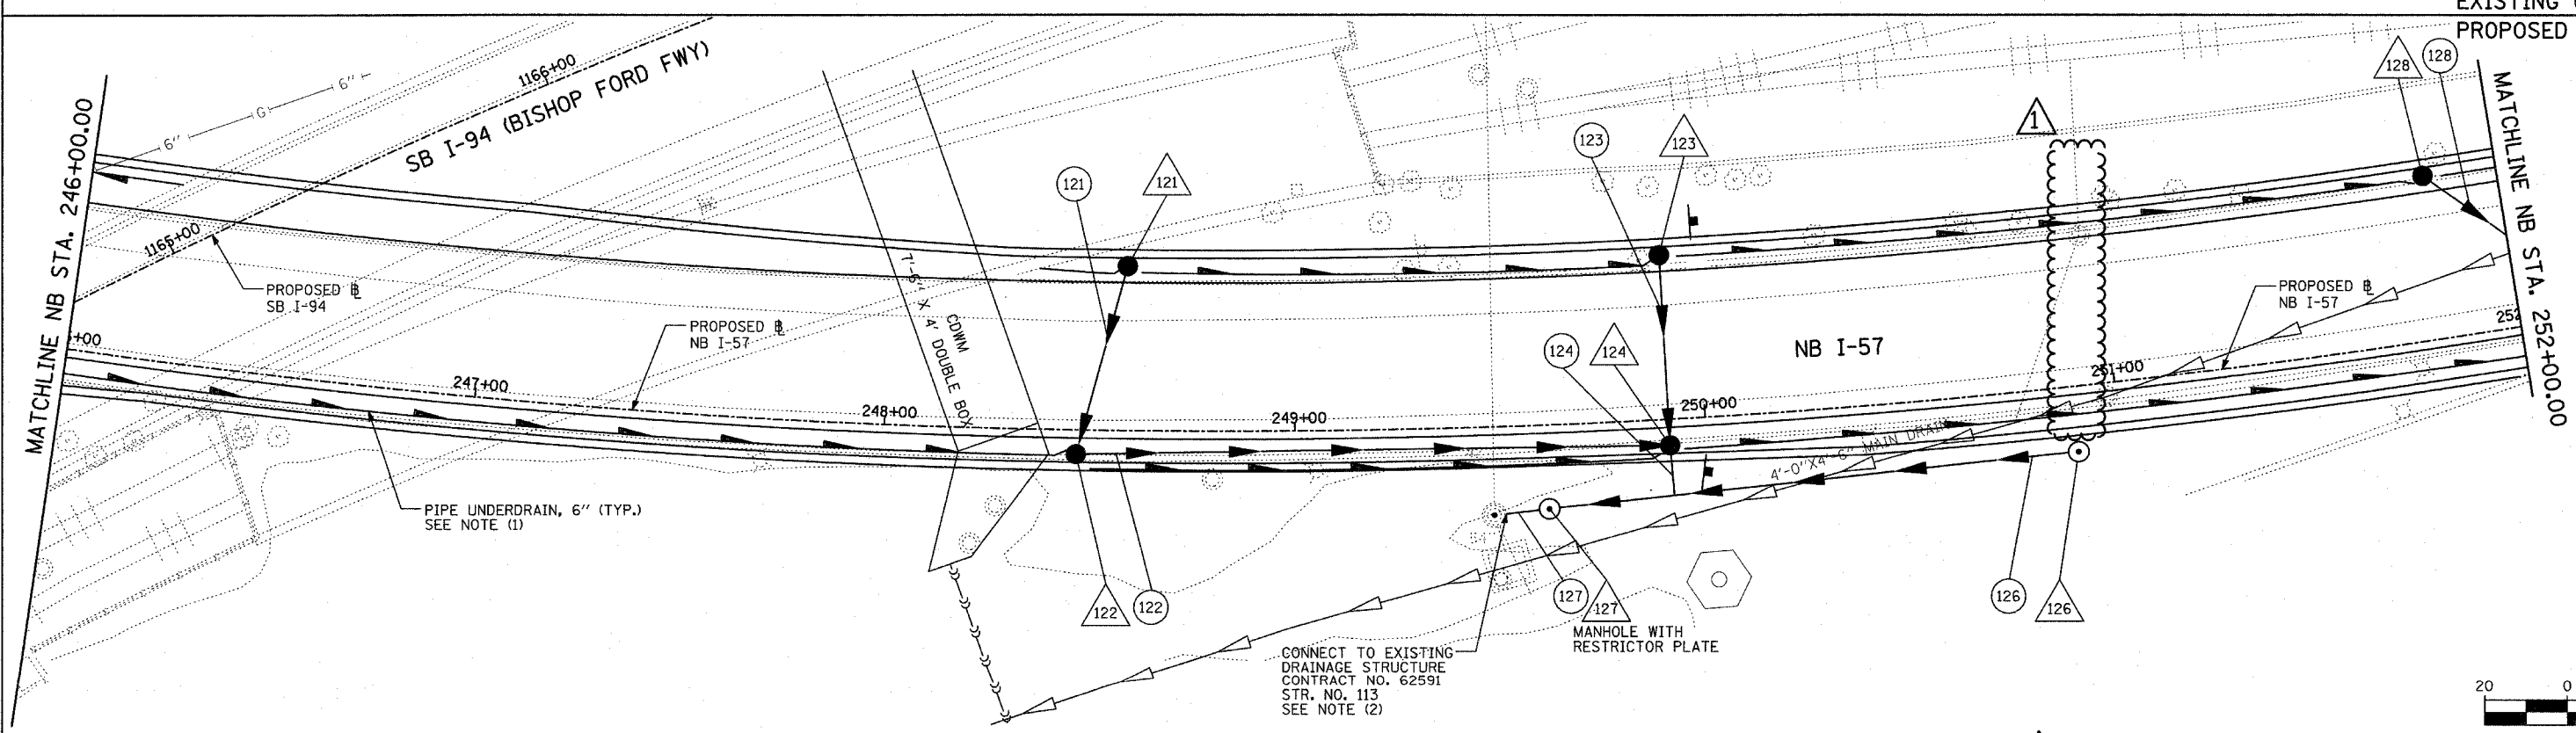 EXISTING
PROPOSED
MATCHLINE NB STA. 246+00.00
6"
G
6"
1166+00
SB I-94 (BISHOP FORD FWY)
1165+00
PROPOSED B
SB I-94
+00
247+00
PROPOSED B
NB I-57
248+00
PIPE UNDERDRAIN, 6" (TYP.)
SEE NOTE (1)
7'-6" X 4' DOUBLE BOX
CDWM
121
121
122
122
249+00
123
123
124
124
250+00
NB I-57
1
4'-0"X4'-6" MAIN DRAIN
251+00
PROPOSED B
NB I-57
252
128
128
MATCHLINE NB STA. 252+00.00
127
127
MANHOLE WITH
RESTRICTOR PLATE
CONNECT TO EXISTING
DRAINAGE STRUCTURE
CONTRACT NO. 62591
STR. NO. 113
SEE NOTE (2)
126
126
20
0